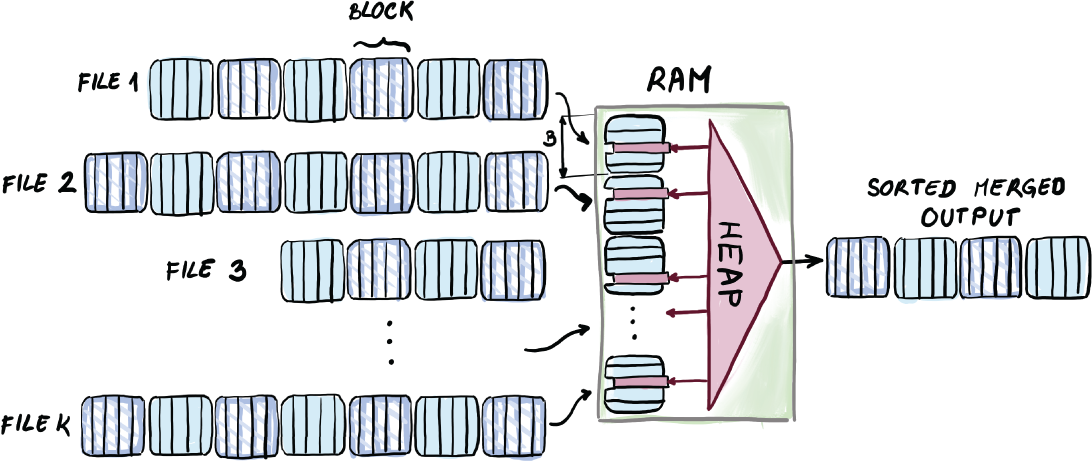 BLOCK
FILE 1
RAM
B
FILE 2
SORTED MERGED
OUTPUT
HEAP
FILE 3
FILE K